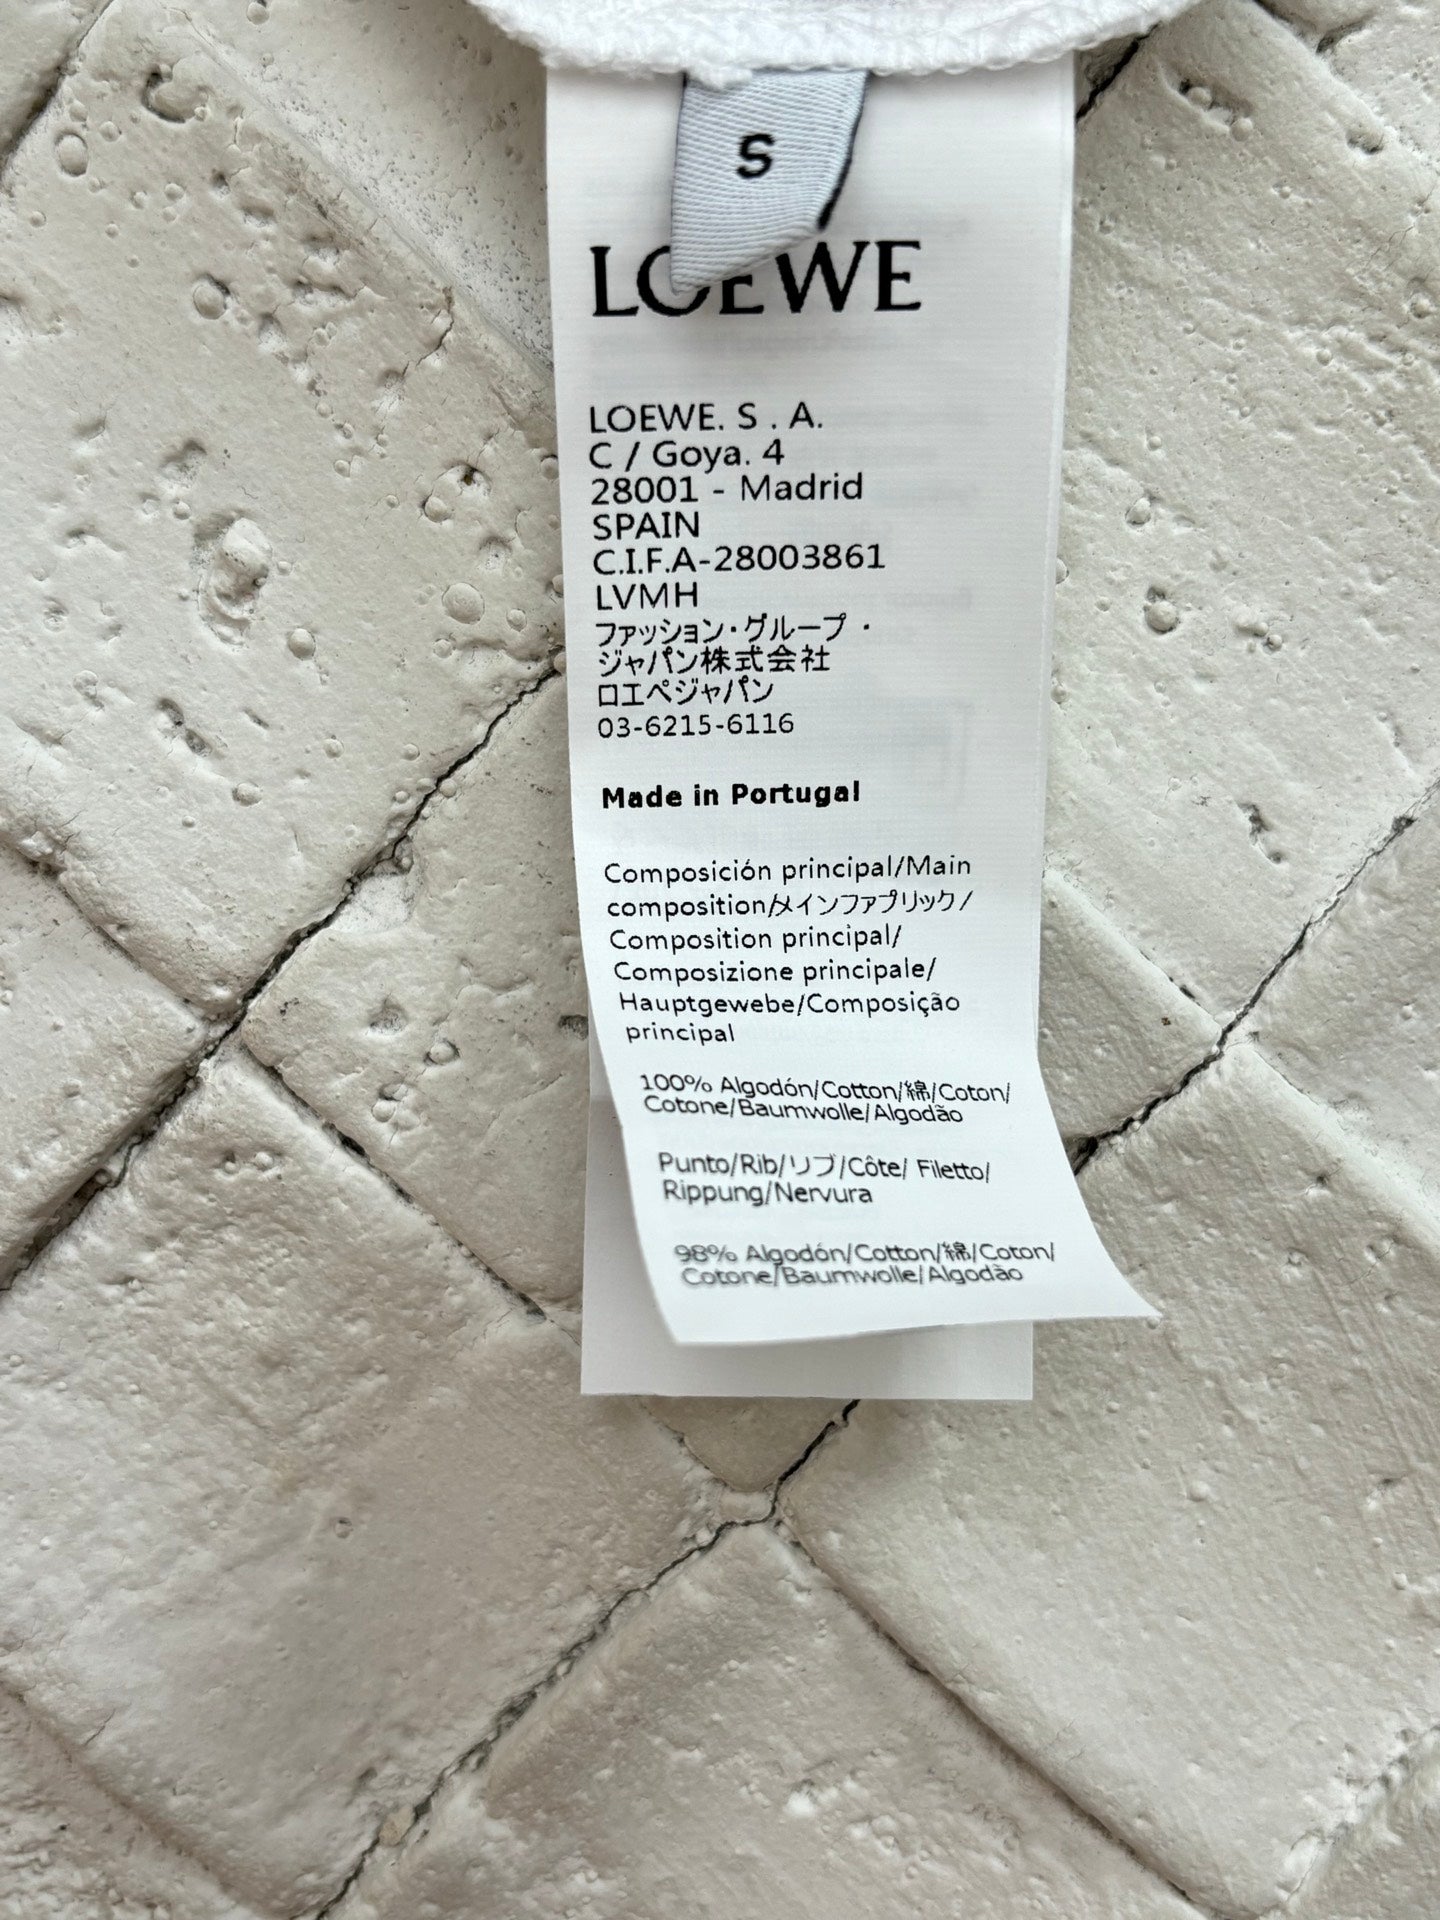 S
LOEWE
LOEWE. S . A.
C / Goya. 4
28001 - Madrid
SPAIN
C.I.F.A-28003861
LVMH
ファッション・グループ・
ジャパン株式会社
ロエベジャパン
03-6215-6116
Made in Portugal
Composición principal/Main
composition/メインファブリック/
Composition principal/
Composizione principale/
Hauptgewebe/Composição
principal
100% Algodón/Cotton/綿/Coton/
Cotone/Baumwolle/Algodão
Punto/Rib/リブ/Côte/ Filetto/
Rippung/Nervura
98% Algodón/Cotton/綿/Coton/
Cotone/Baumwolle/Algodão